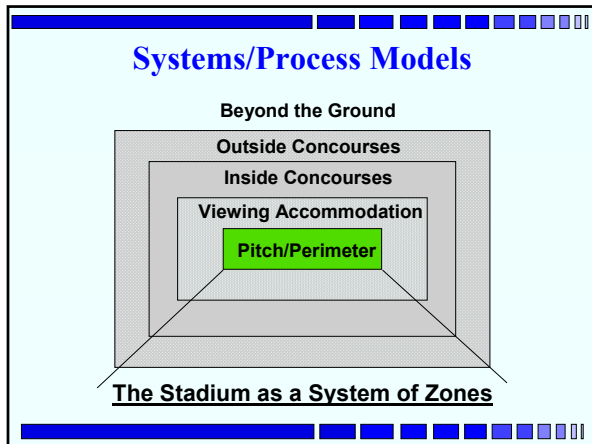 Systems/Process Models
Beyond the Ground
Outside Concourses
Inside Concourses
Viewing Accommodation
Pitch/Perimeter
The Stadium as a System of Zones